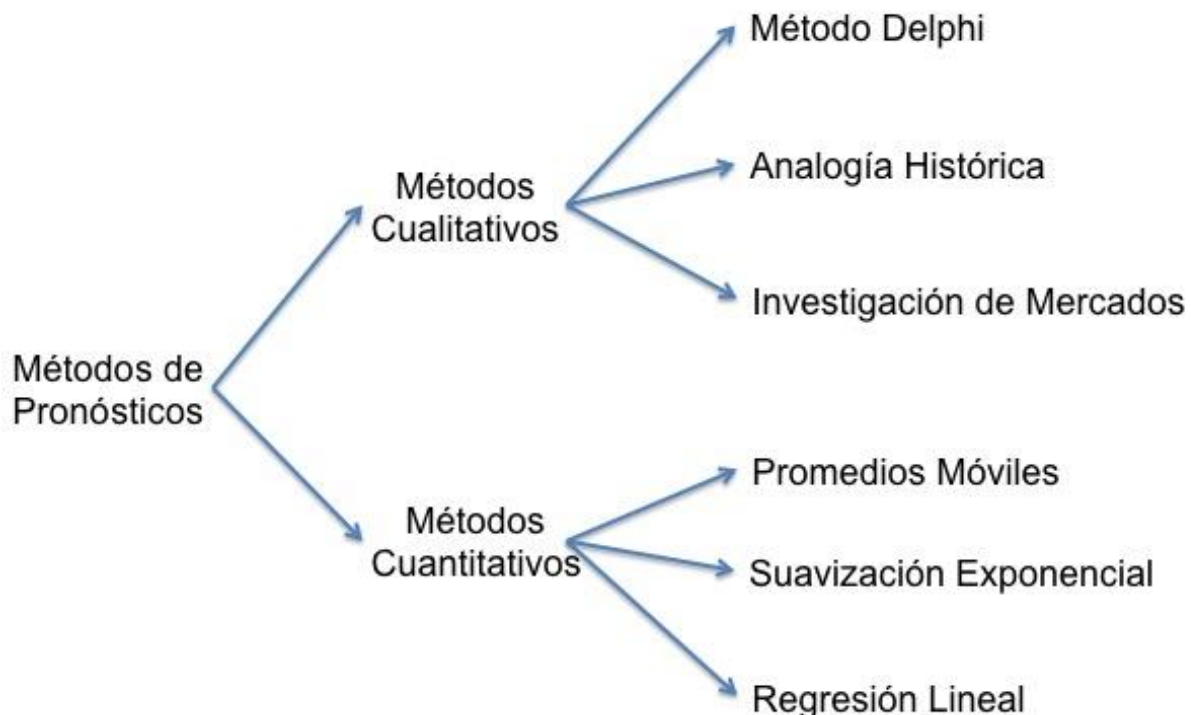 Método Delphi
Analogía Histórica
Métodos
Cualitativos
Investigación de Mercados
Métodos de
Pronósticos
Promedios Móviles
Métodos
Cuantitativos
Suavización Exponencial
Regresión Lineal